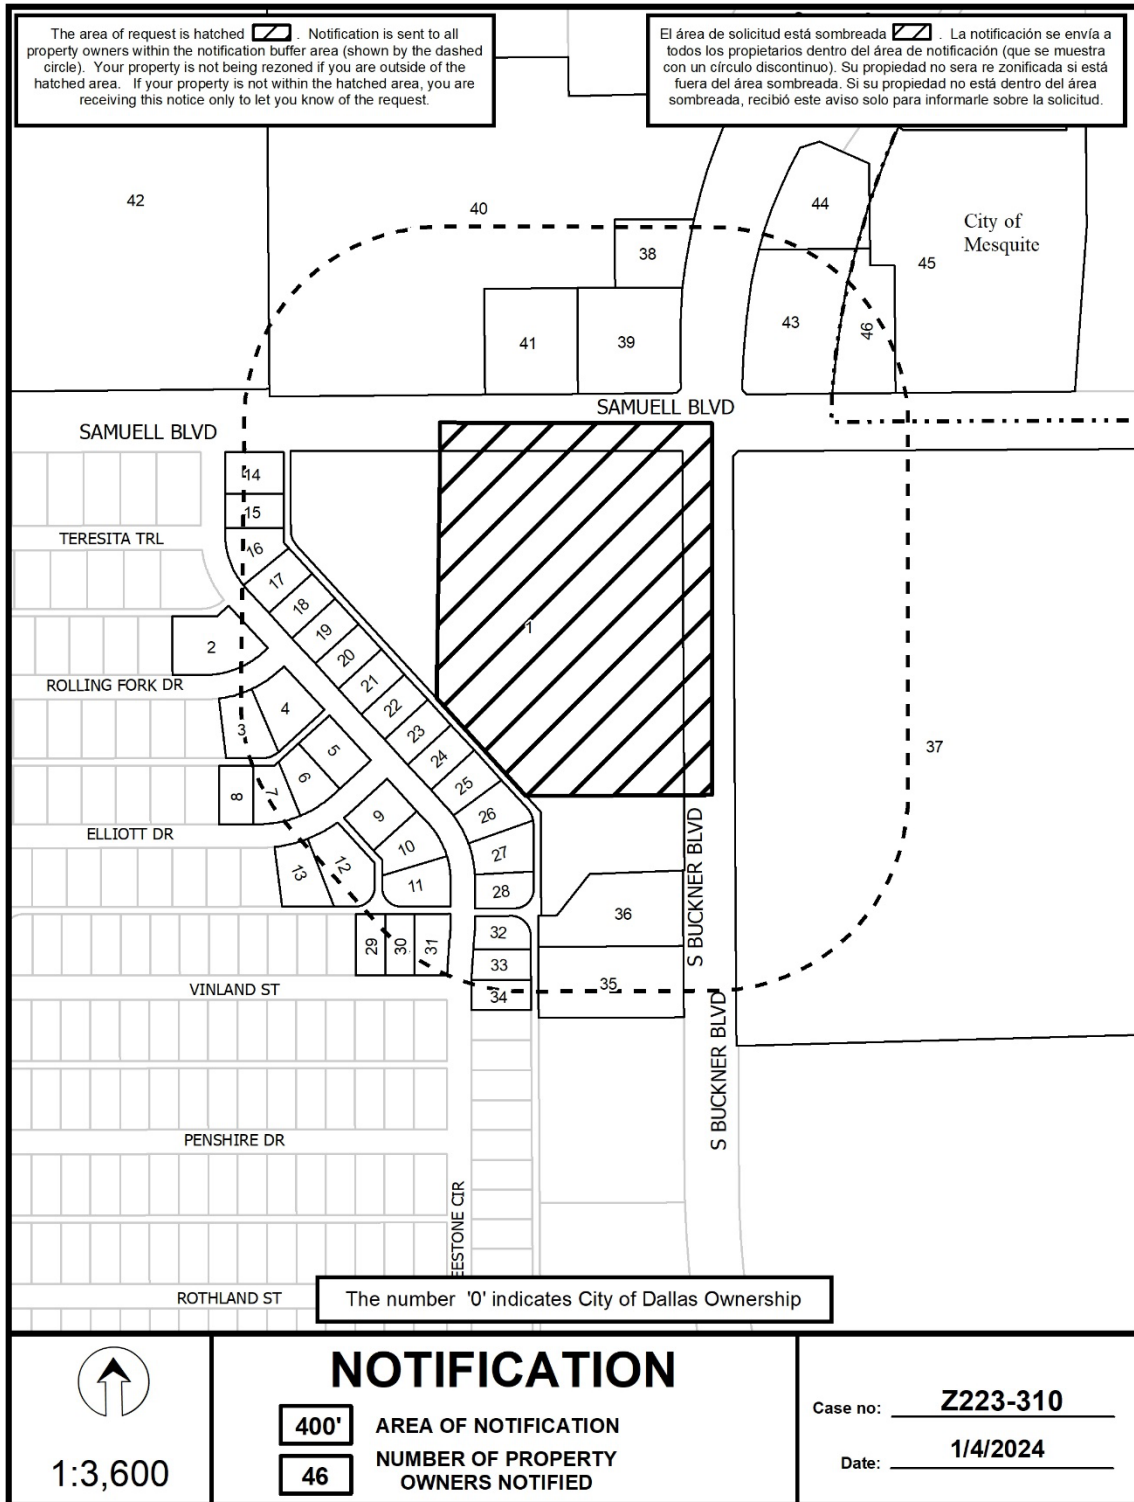 The area of request is hatched . Notification is sent to all
property owners within the notification buffer area (shown by the dashed
circle). Your property is not being rezoned if you are outside of the
hatched area. If your property is not within the hatched area, you are
receiving this notice only to let you know of the request.
El área de solicitud está sombreada . La notificación se envía a
todos los propietarios dentro del área de notificación (que se muestra
con un círculo discontinuo). Su propiedad no sera re zonificada si está
fuera del área sombreada. Si su propiedad no está dentro del área
sombreada, recibió este aviso solo para informarle sobre la solicitud.
42
40
44
City of
Mesquite
45
38
43
46
41
39
SAMUELL BLVD
SAMUELL BLVD
14
15
TERESITA TRL
16
17
18
19
1
2
20
ROLLING FORK DR
21
22
4
3
23
5
24
37
6
25
7
8
26
9
ELLIOTT DR
10
27
12
13
11
28
S BUCKNER BLVD
36
32
29
30
31
33
35
34
VINLAND ST
S BUCKNER BLVD
PENSHIRE DR
EESTONE CIR
ROTHLAND ST
The number '0' indicates City of Dallas Ownership
1:3,600
NOTIFICATION
400' AREA OF NOTIFICATION
46 NUMBER OF PROPERTY
OWNERS NOTIFIED
Case no: Z223-310
Date: 1/4/2024